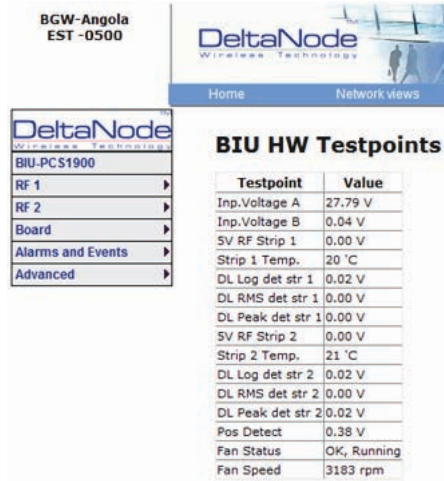 BGW-Angola
EST -0500
DeltaNode
Wireless Technology
Home Network views
DeltaNode
Wireless Technology
BIU-PCS1900
RF 1
RF 2
Board
Alarms and Events
Advanced
BIU HW Testpoints
Testpoint Value
Inp.Voltage A 27.79 V
Inp.Voltage B 0.04 V
5V RF Strip 1 0.00 V
Strip 1 Temp. 20 'C
DL Log det str 1 0.02 V
DL RMS det str 1 0.00 V
DL Peak det str 1 0.00 V
5V RF Strip 2 0.00 V
Strip 2 Temp. 21 'C
DL Log det str 2 0.02 V
DL RMS det str 2 0.00 V
DL Peak det str 2 0.02 V
Pos Detect 0.38 V
Fan Status OK, Running
Fan Speed 3183 rpm